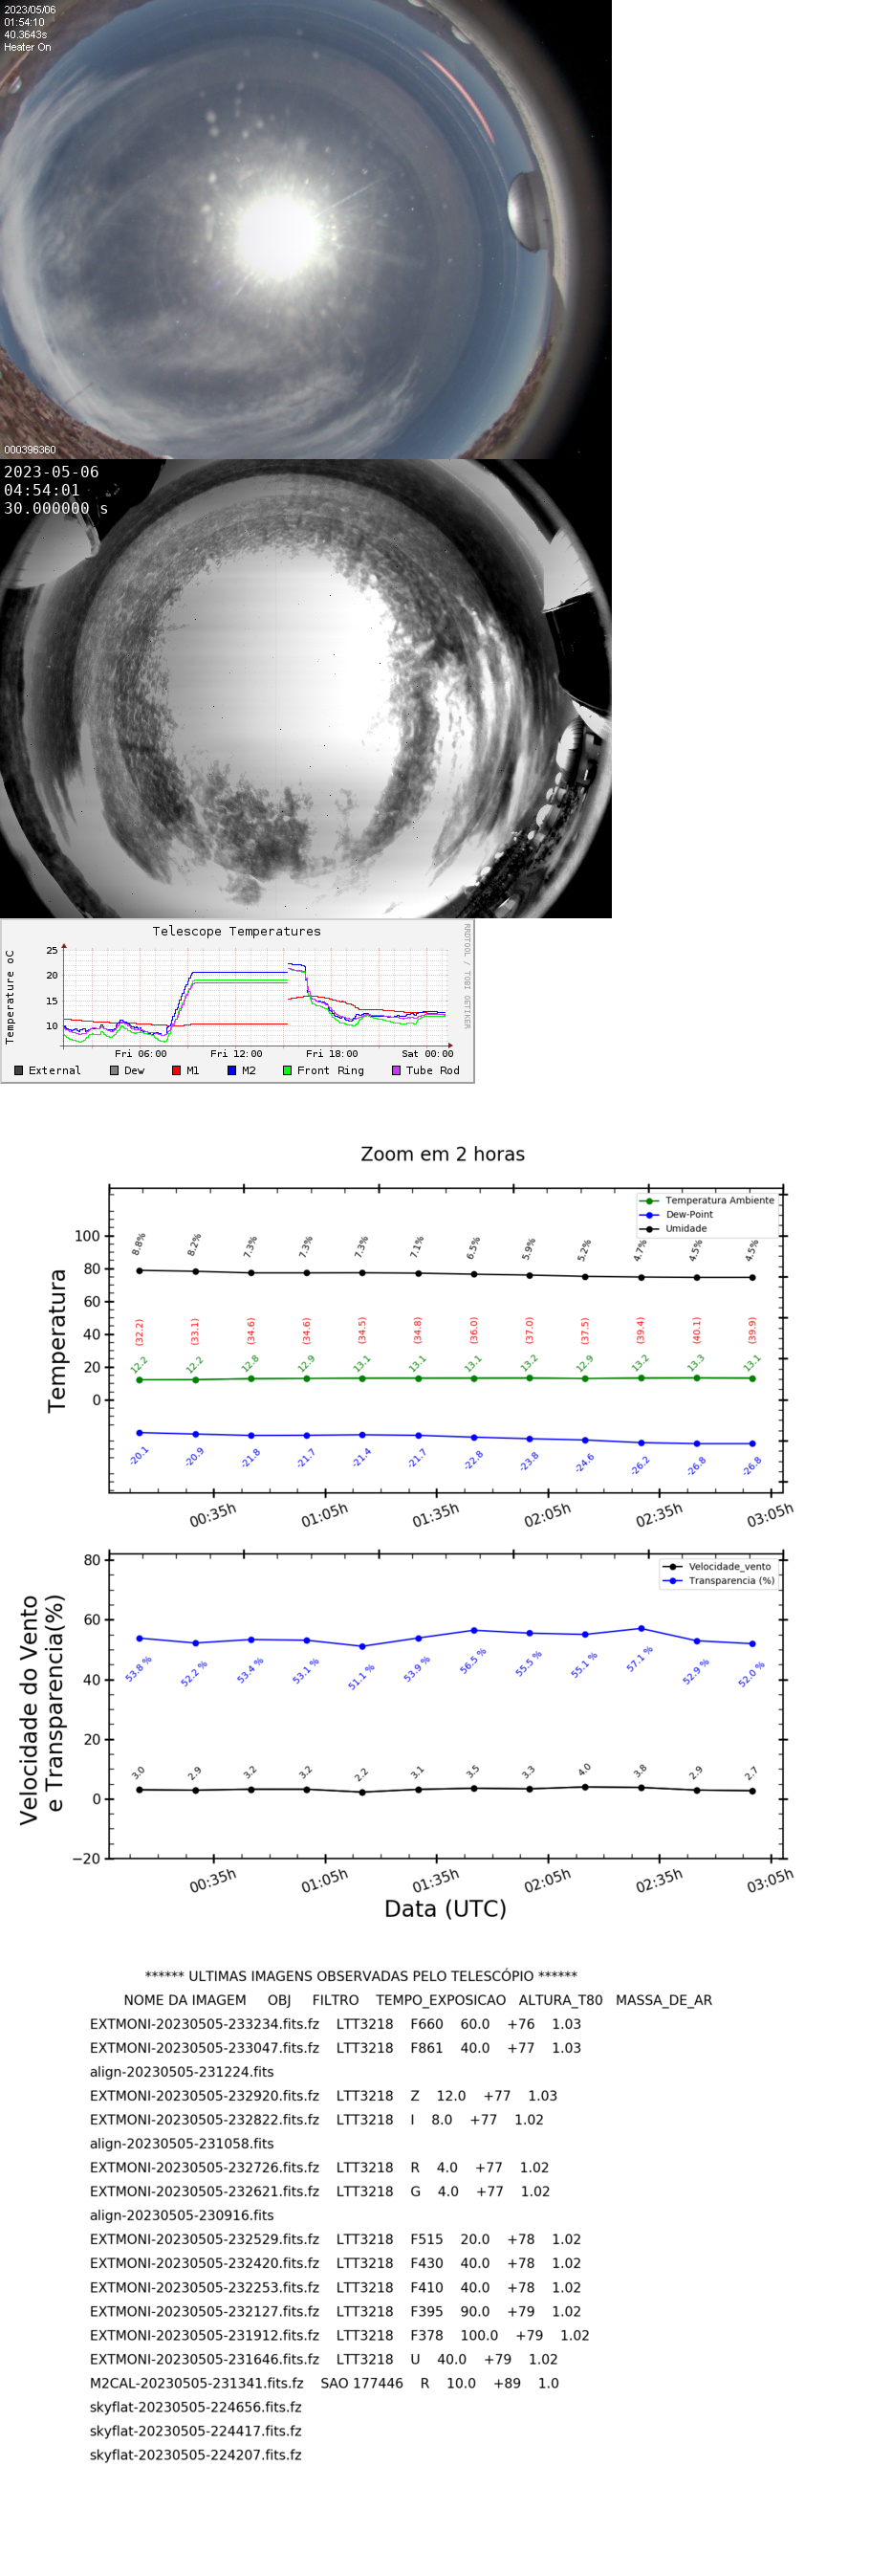 2023/05/06
01:54:10
40.3643s
Heater On
000396360
2023-05-06
04:54:01
30.000000 s
Telescope Temperatures
RRDTOOL / TOBI OETIKER
Temperature oC
25
20
15
10
Fri 06:00 Fri 12:00 Fri 18:00 Sat 00:00
External Dew M1 M2 Front Ring Tube Rod
Zoom em 2 horas
Temperatura Ambiente
Dew-Point
Umidade
Temperatura
100
80
60
40
20
0
8.8% 8.2% 7.3% 7.3% 7.3% 7.1% 6.5% 5.9% 5.2% 4.7% 4.5% 4.5%
(32.2) (33.1) (34.6) (34.6) (34.5) (34.8) (36.0) (37.0) (37.5) (39.4) (40.1) (39.9)
12.2 12.2 12.8 12.9 13.1 13.1 13.1 13.2 12.9 13.2 13.3 13.1
-20.1 -20.9 -21.8 -21.7 -21.4 -21.7 -22.8 -23.8 -24.6 -26.2 -26.8 -26.8
00:35h 01:05h 01:35h 02:05h 02:35h 03:05h
Velocidade_vento
Transparencia (%)
Velocidade do Vento
e Transparencia(%)
80
60
40
20
0
−20
53.8 % 52.2 % 53.4 % 53.1 % 51.1 % 53.9 % 56.5 % 55.5 % 55.1 % 57.1 % 52.9 % 52.0 %
3.0 2.9 3.2 3.2 2.2 3.1 3.5 3.3 4.0 3.8 2.9 2.7
00:35h 01:05h 01:35h 02:05h 02:35h 03:05h
Data (UTC)
****** ULTIMAS IMAGENS OBSERVADAS PELO TELESCÓPIO ******
NOME DA IMAGEM OBJ FILTRO TEMPO_EXPOSICAO ALTURA_T80 MASSA_DE_AR
EXTMONI-20230505-233234.fits.fz LTT3218 F660 60.0 +76 1.03
EXTMONI-20230505-233047.fits.fz LTT3218 F861 40.0 +77 1.03
align-20230505-231224.fits
EXTMONI-20230505-232920.fits.fz LTT3218 Z 12.0 +77 1.03
EXTMONI-20230505-232822.fits.fz LTT3218 I 8.0 +77 1.02
align-20230505-231058.fits
EXTMONI-20230505-232726.fits.fz LTT3218 R 4.0 +77 1.02
EXTMONI-20230505-232621.fits.fz LTT3218 G 4.0 +77 1.02
align-20230505-230916.fits
EXTMONI-20230505-232529.fits.fz LTT3218 F515 20.0 +78 1.02
EXTMONI-20230505-232420.fits.fz LTT3218 F430 40.0 +78 1.02
EXTMONI-20230505-232253.fits.fz LTT3218 F410 40.0 +78 1.02
EXTMONI-20230505-232127.fits.fz LTT3218 F395 90.0 +79 1.02
EXTMONI-20230505-231912.fits.fz LTT3218 F378 100.0 +79 1.02
EXTMONI-20230505-231646.fits.fz LTT3218 U 40.0 +79 1.02
M2CAL-20230505-231341.fits.fz SAO 177446 R 10.0 +89 1.0
skyflat-20230505-224656.fits.fz
skyflat-20230505-224417.fits.fz
skyflat-20230505-224207.fits.fz